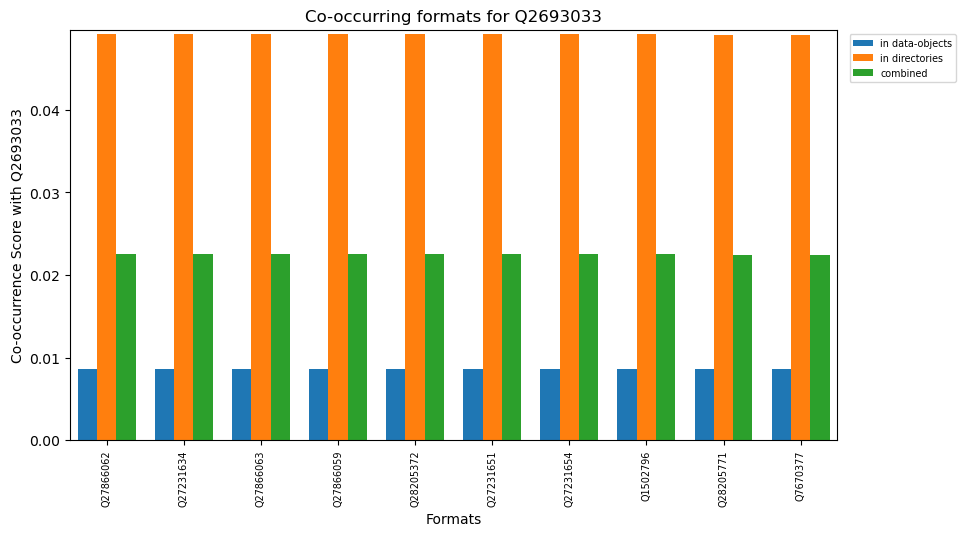 Co-occurring formats for Q2693033
in data-objects
in directories
combined
Co-occurrence Score with Q2693033
0.04
0.03
0.02
0.01
0.00
Q27866062
Q27231634
Q27866063
Q27866059
Q28205372
Q27231651
Q27231654
Q1502796
Q28205771
Q7670377
Formats